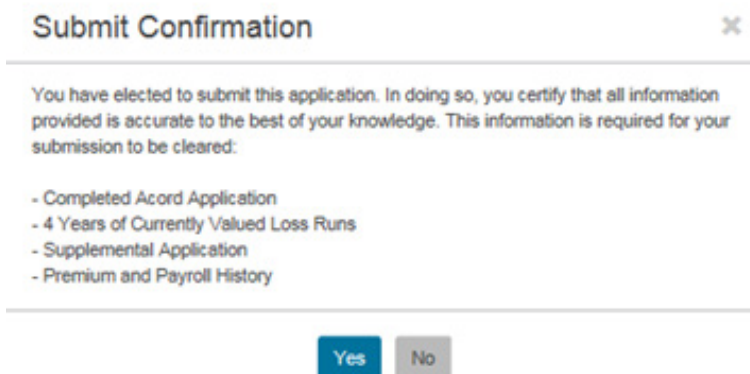 Submit Confirmation
You have elected to submit this application. In doing so, you certify that all information
provided is accurate to the best of your knowledge. This information is required for your
submission to be cleared:
- Completed Acord Application
- 4 Years of Currently Valued Loss Runs
- Supplemental Application
- Premium and Payroll History
Yes No